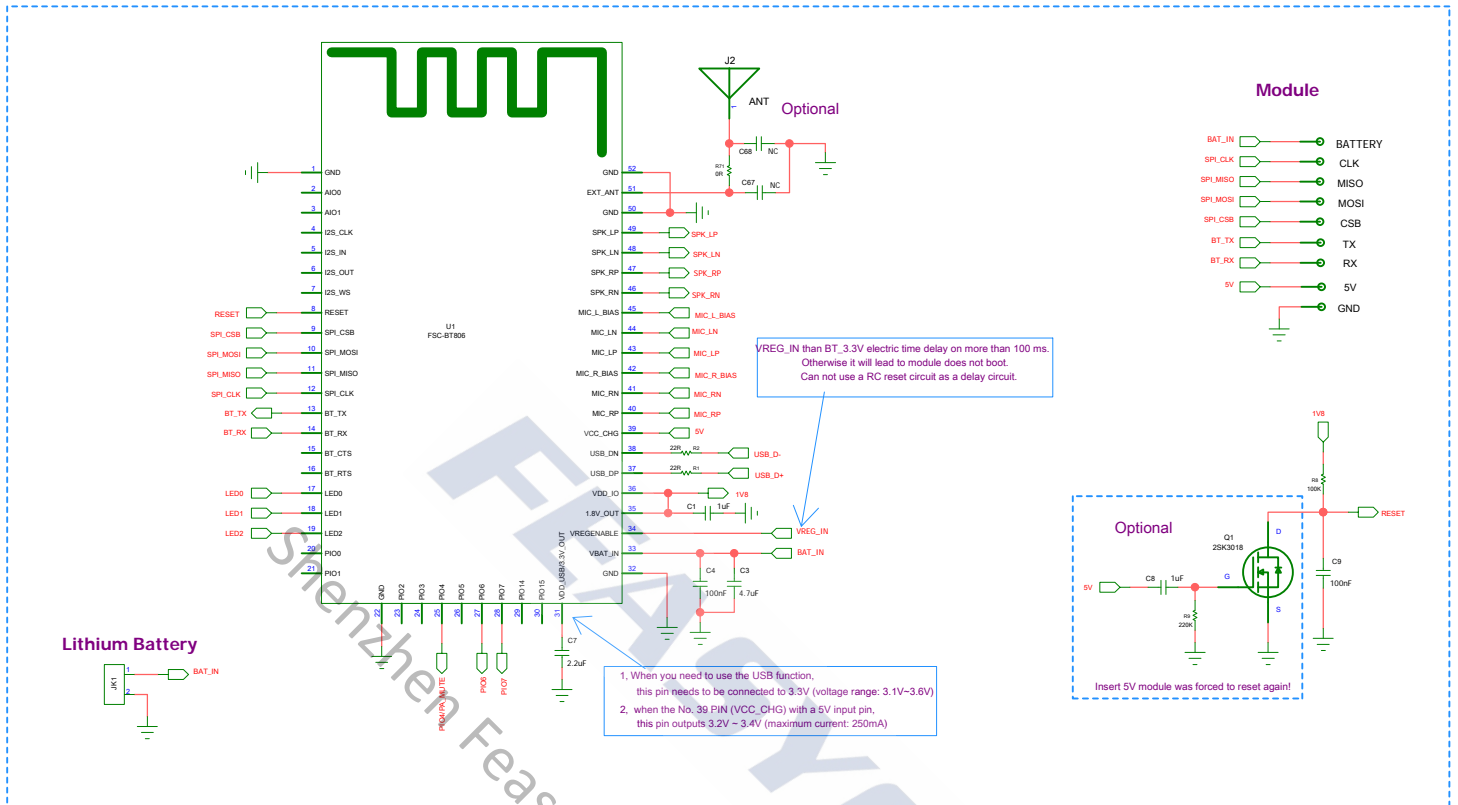 J2
ANT
1
Optional
C68
NC
R71
0R
C67
NC
U1
FSC-BT806
1
GND
2
AIO0
3
AIO1
4
I2S_CLK
5
I2S_IN
6
I2S_OUT
7
I2S_WS
RESET
8
RESET
SPI_CSB
9
SPI_CSB
SPI_MOSI
10
SPI_MOSI
SPI_MISO
11
SPI_MISO
SPI_CLK
12
SPI_CLK
BT_TX
13
BT_TX
BT_RX
14
BT_RX
15
BT_CTS
16
BT_RTS
LED0
17
LED0
LED1
18
LED1
LED2
19
LED2
20
PIO0
21
PIO1
GND
22
PIO2
23
PIO3
24
PIO4
25
PIO4/PA_MUTE
PIO5
26
PIO6
27
PIO6
PIO7
28
PIO7
PIO14
29
PIO15
30
VDD_USB/3.3V_OUT
31
C7
2.2uF
GND
52
EXT_ANT
51
GND
50
SPK_LP
49
SPK_LP
SPK_LN
48
SPK_LN
SPK_RP
47
SPK_RP
SPK_RN
46
SPK_RN
MIC_L_BIAS
45
MIC_L_BIAS
MIC_LN
44
MIC_LN
MIC_LP
43
MIC_LP
MIC_R_BIAS
42
MIC_R_BIAS
MIC_RN
41
MIC_RN
MIC_RP
40
MIC_RP
VCC_CHG
39
5V
USB_DN
38
22R
R2
USB_D-
USB_DP
37
22R
R1
USB_D+
VDD_IO
36
1V8
1.8V_OUT
35
C1
1uF
VREGENABLE
34
VREG_IN
VBAT_IN
33
BAT_IN
GND
32
C4
100nF
C3
4.7uF
VREG_IN than BT_3.3V electric time delay on more than 100 ms.
Otherwise it will lead to module does not boot.
Can not use a RC reset circuit as a delay circuit.
1, When you need to use the USB function,
this pin needs to be connected to 3.3V (voltage range: 3.1V~3.6V)
2, when the No. 39 PIN (VCC_CHG) with a 5V input pin,
this pin outputs 3.2V ~ 3.4V (maximum current: 250mA)
Lithium Battery
JK1
1
2
BAT_IN
Module
BAT_IN
BATTERY
SPI_CLK
CLK
SPI_MISO
MISO
SPI_MOSI
MOSI
SPI_CSB
CSB
BT_TX
TX
BT_RX
RX
5V
5V
GND
1V8
R8
100K
RESET
C9
100nF
Optional
Q1
2SK3018
D
G
S
5V
C8
1uF
R9
220K
Insert 5V module was forced to reset again!
Shenzhen Feas
FEASY